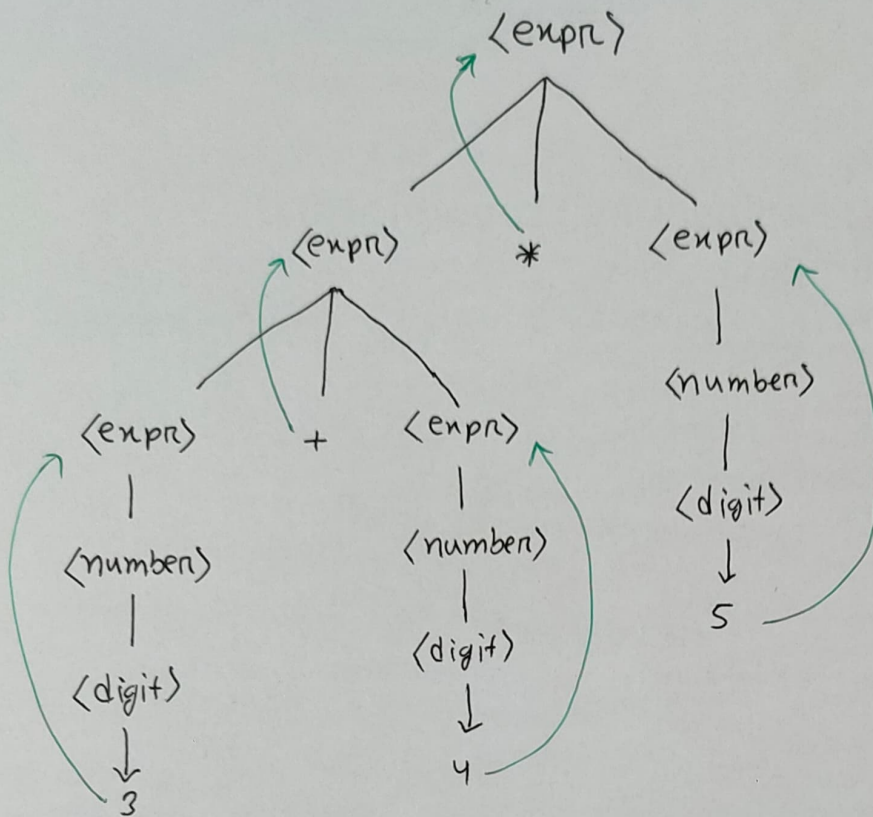 <expr>
<expr> * <expr>
<number>
<expr> + <expr>
<digit>
<number> <number>
5
<digit>
<digit>
4
3